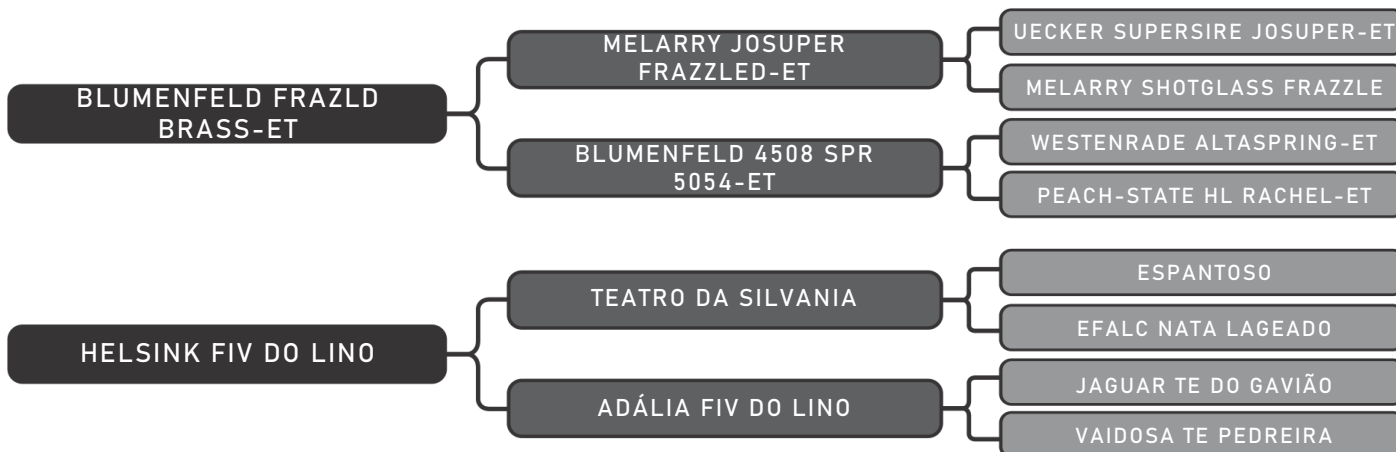 BLUMENFELD FRAZLD
BRASS-ET
MELARRY JOSUPER
FRAZZLED-ET
UECKER SUPERSIRE JOSUPER-ET
MELARRY SHOTGLASS FRAZZLE
BLUMENFELD 4508 SPR
5054-ET
WESTENRADE ALTASPRING-ET
PEACH-STATE HL RACHEL-ET
HELSINK FIV DO LINO
TEATRO DA SILVANIA
ESPANTOSO
EFALC NATA LAGEADO
ADÁLIA FIV DO LINO
JAGUAR TE DO GAVIÃO
VAIDOSA TE PEDREIRA